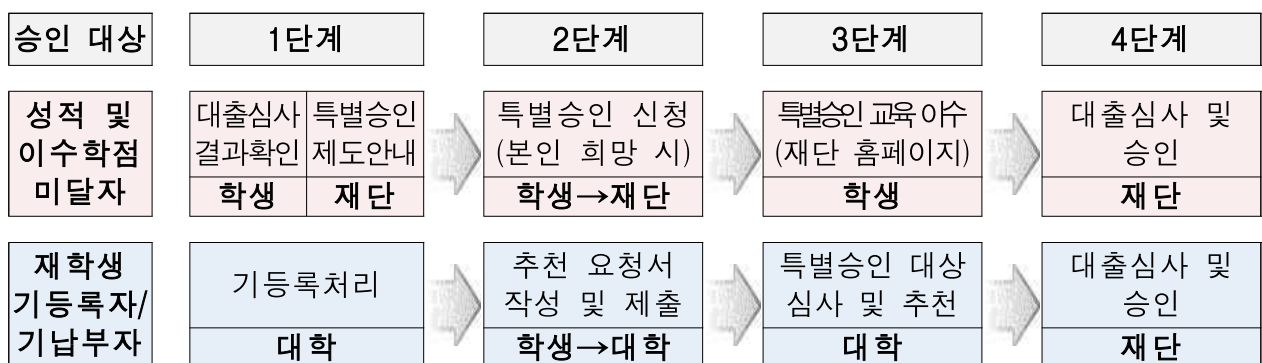 승인 대상
1단계
2단계
3단계
4단계
성적 및
이수학점
미달자
대출심사
결과확인
학생
특별승인
제도안내
재단
특별승인 신청
(본인 희망 시)
학생→재단
특별승인 교육 이수
(재단 홈페이지)
학생
대출심사 및
승인
재단
재학생
기등록자/
기납부자
기등록처리
대학
추천 요청서
작성 및 제출
학생→대학
특별승인 대상
심사 및 추천
대학
대출심사 및
승인
재단